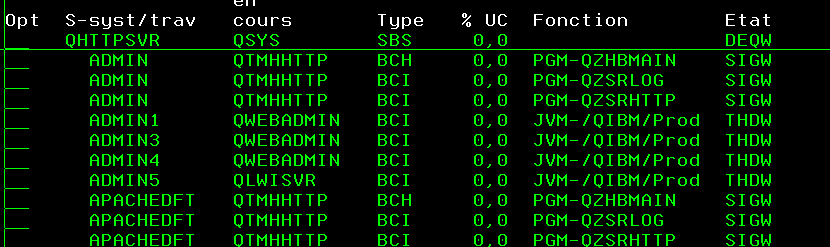 en
Opt S-syst/trav cours Type % UC Fonction Etat
QHTTPSVR QSYS SBS 0,0 DEQW
ADMIN QTMHHTTP BCH 0,0 PGM-QZHBMAIN SIGW
ADMIN QTMHHTTP BCI 0,0 PGM-QZSRLOG SIGW
ADMIN QTMHHTTP BCI 0,0 PGM-QZSRHTTP SIGW
ADMIN1 QWEBADMIN BCI 0,0 JVM-/QIBM/Prod THDW
ADMIN3 QWEBADMIN BCI 0,0 JVM-/QIBM/Prod THDW
ADMIN4 QWEBADMIN BCI 0,0 JVM-/QIBM/Prod THDW
ADMIN5 QLWISVR BCI 0,0 JVM-/QIBM/Prod THDW
APACHEDFT QTMHHTTP BCH 0,0 PGM-QZHBMAIN SIGW
APACHEDFT QTMHHTTP BCI 0,0 PGM-QZSRLOG SIGW
APACHEDFT QTMHHTTP BCI 0,0 PGM-QZSRHTTP SIGW